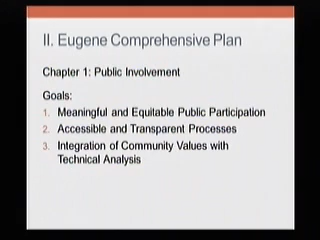 II. Eugene Comprehensive Plan
Chapter 1: Public Involvement
Goals:
1. Meaningful and Equitable Public Participation
2. Accessible and Transparent Processes
3. Integration of Community Values with
Technical Analysis